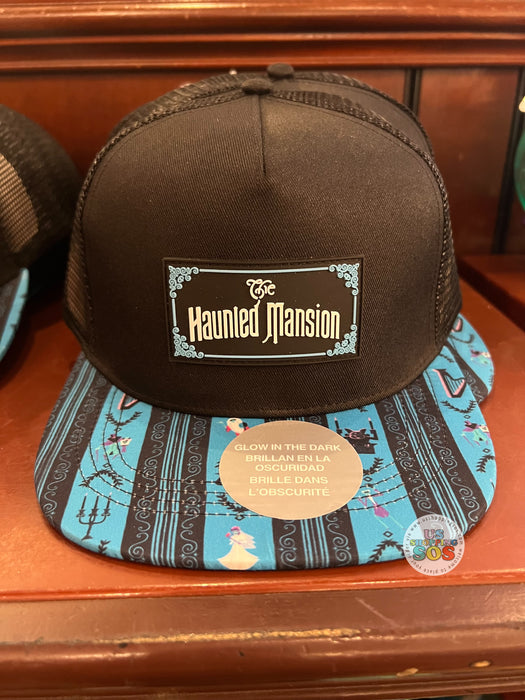 The
Haunted Mansion
GLOW IN THE DARK
BRILLAN EN LA
OSCURIDAD
BRILLE DANS
L'OBSCURITÉ
US
SOS